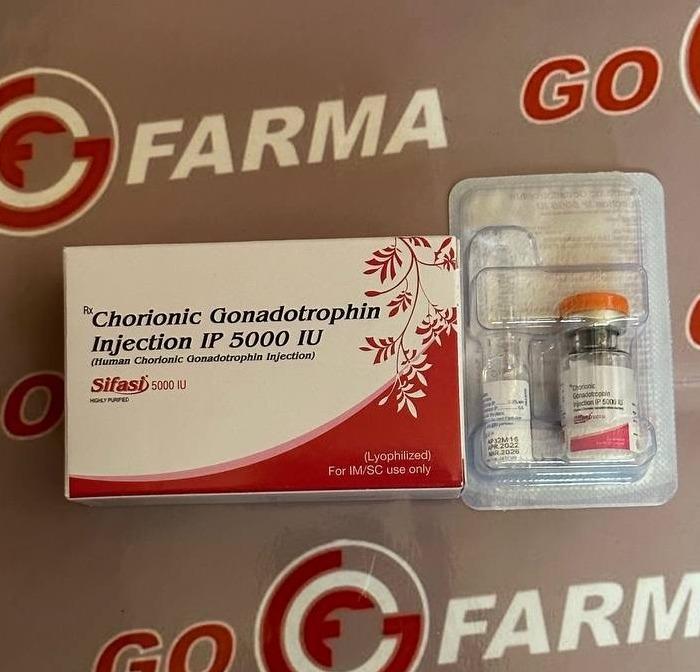 FARMA
GO
Rx
Chorionic Gonadotrophin
Injection IP 5000 IU
(Human Chorionic Gonadotrophin Injection)
Sifasi 5000 IU
HIGHLY PURIFIED
(Lyophilized)
For IM/SC use only
Chorionic
Gonadotrophin
Injection IP 5000 IU
APR.2022
MAR.2026
GO FARMA